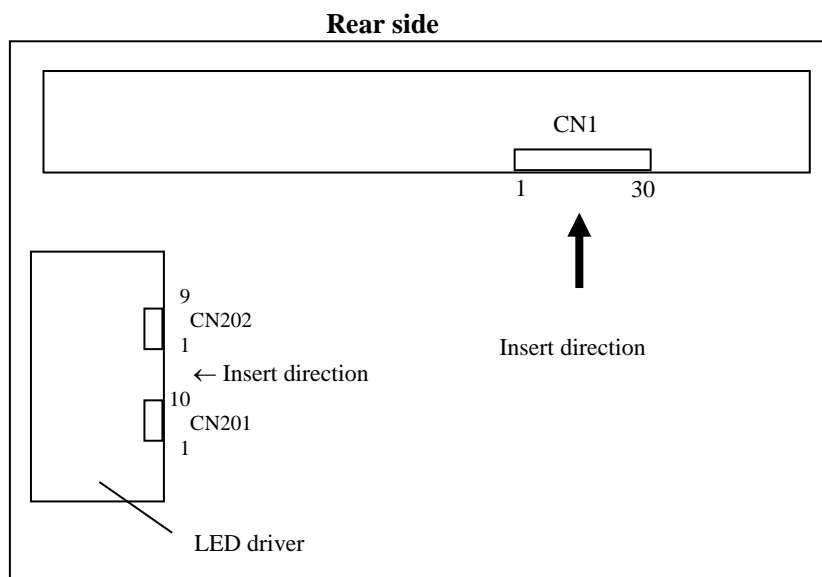 Rear side
CN1
1 30
9
CN202
1
Insert direction
← Insert direction
10
CN201
1
LED driver